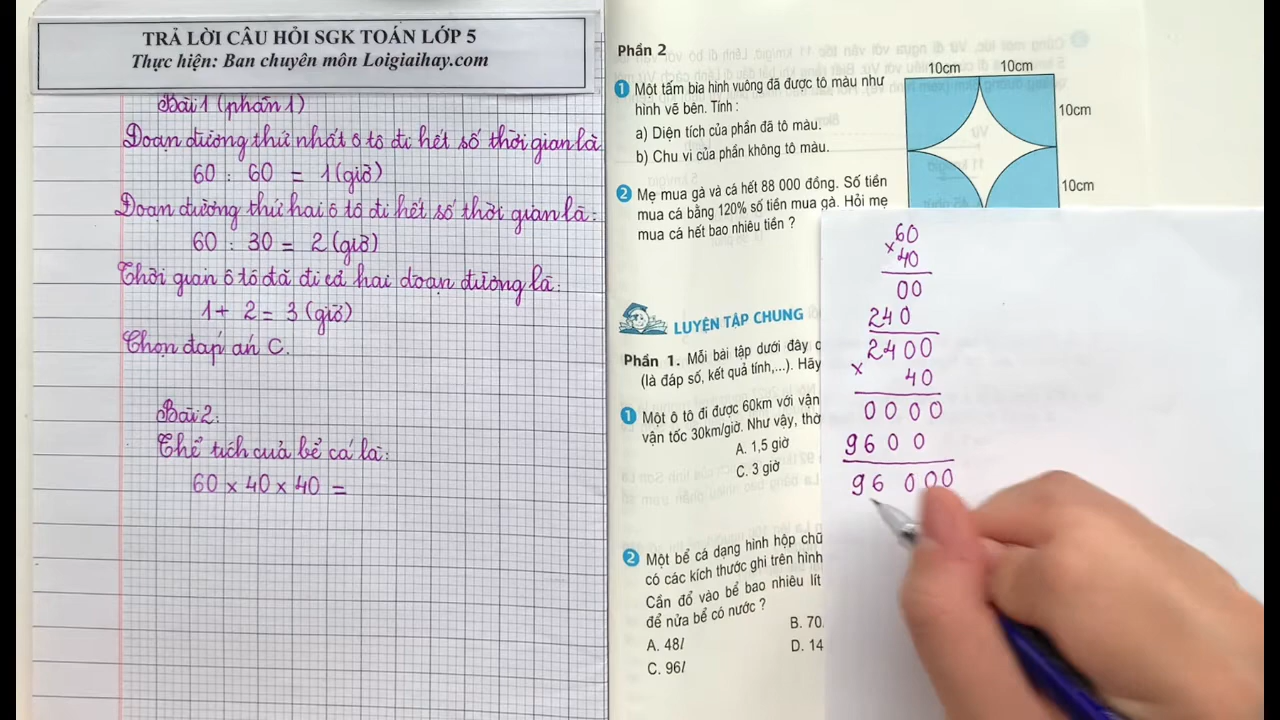 TRẢ LỜI CÂU HỎI SGK TOÁN LỚP 5
Thực hiện: Ban chuyên môn Loigiaihay.com
Bài 1 (phần 1)
Đoạn đường thứ nhất ô tô đi hết số thời gian là
60 : 60 = 1 (giờ)
Đoạn đường thứ hai ô tô đi hết số thời gian là:
60 : 30 = 2 (giờ)
Thời gian ô tô đã đi cả hai đoạn đường là:
1 + 2 = 3 (giờ)
Chọn đáp án C.
Bài 2:
Thể tích của bể cá là:
60 x 40 x 40 =
Phần 2
1 Một tấm bìa hình vuông đã được tô màu như
hình vẽ bên. Tính :
a) Diện tích của phần đã tô màu.
b) Chu vi của phần không tô màu.
10cm 10cm
10cm
10cm
2 Mẹ mua gà và cá hết 88 000 đồng. Số tiền
mua cá bằng 120% số tiền mua gà. Hỏi mẹ
mua cá hết bao nhiêu tiền ?
LUYỆN TẬP CHUNG
Phần 1. Mỗi bài tập dưới đây
(là đáp số, kết quả tính,...). Hãy
1 Một ô tô đi được 60km với vận
vận tốc 30km/giờ. Như vậy, thờ
A. 1,5 giờ
C. 3 giờ
2 Một bể cá dạng hình hộp chữ
có các kích thước ghi trên hình
Cần đổ vào bể bao nhiêu lít
để nửa bể có nước ?
A. 48l
B. 70
C. 96l
D. 14
60
x
40
00
240
2400
x
40
0000
9600
96 000